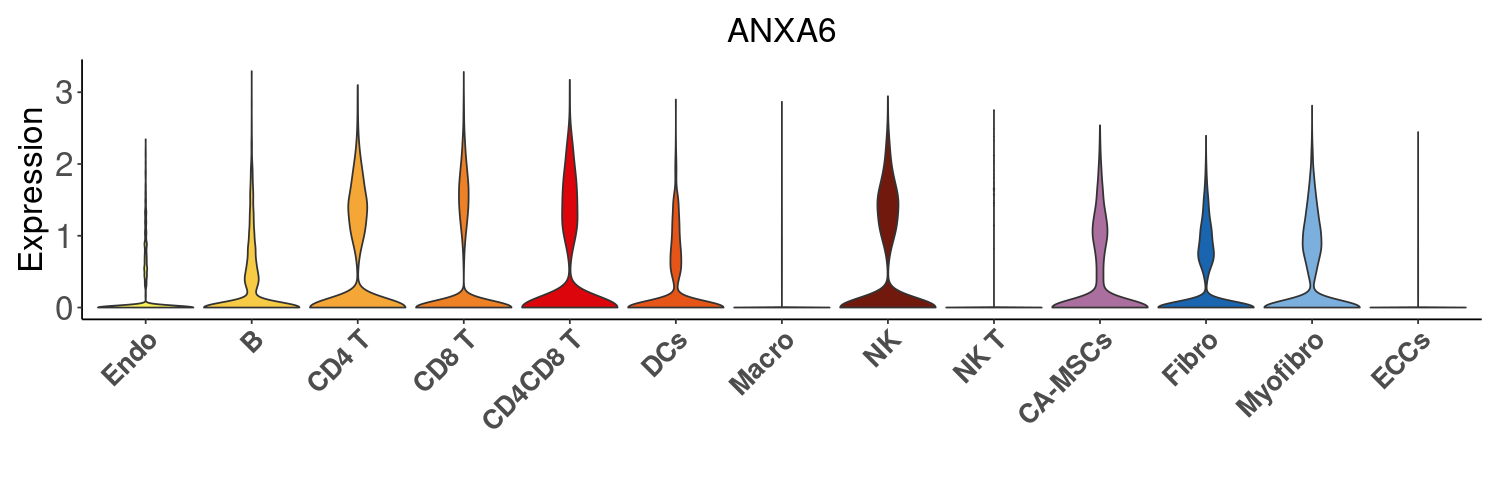 ANXA6
Expression
3
2
1
0
Endo
B
CD4 T
CD8 T
CD4CD8 T
DCs
Macro
NK
NK T
CA-MSCs
Fibro
Myofibro
ECCs